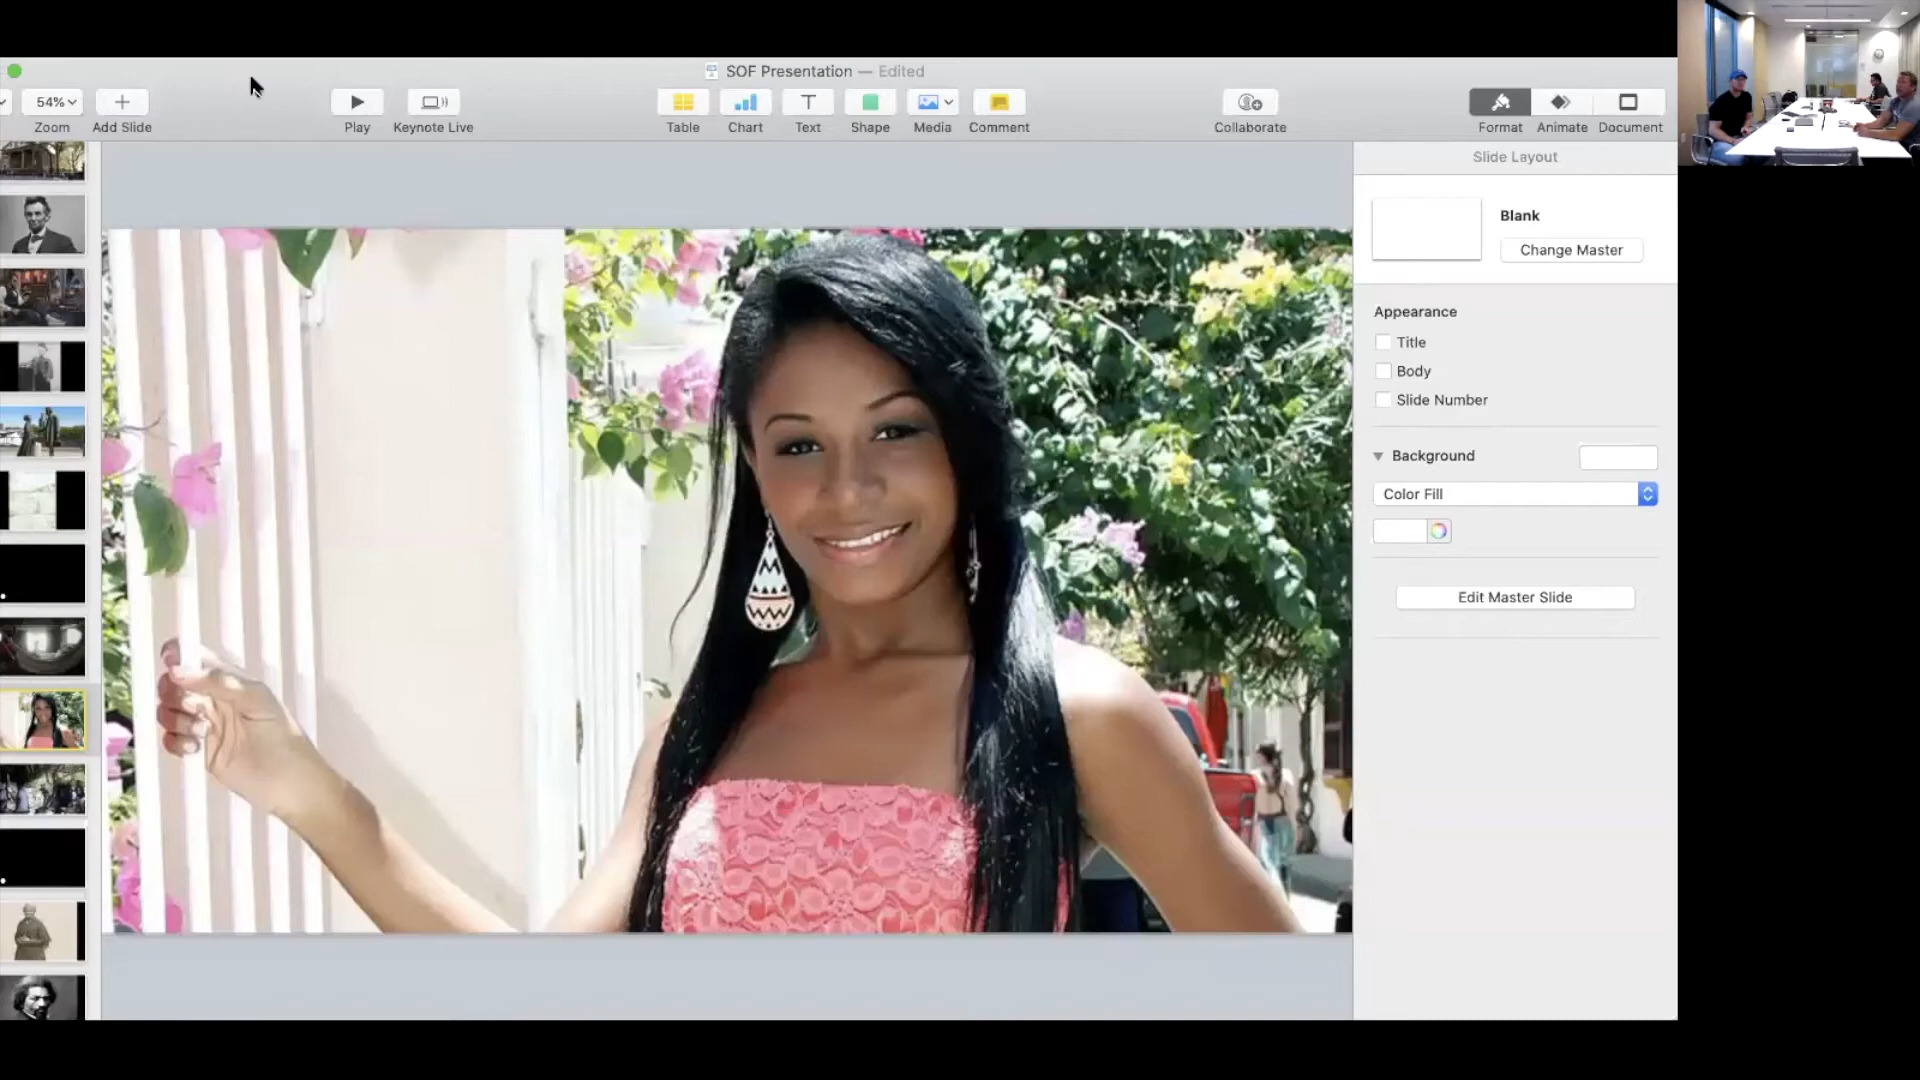 SOF Presentation — Edited
54%
Zoom
Add Slide
Play
Keynote Live
Table
Chart
Text
Shape
Media
Comment
Collaborate
Format
Animate
Document
Slide Layout
Blank
Change Master
Appearance
Title
Body
Slide Number
Background
Color Fill
Edit Master Slide